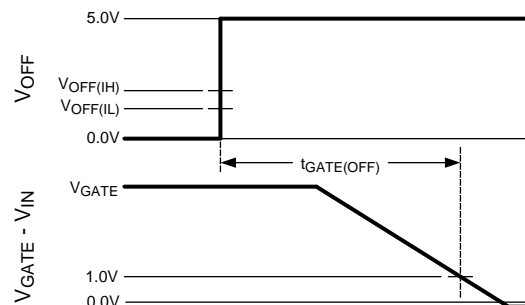 5.0V
VOFF
VOFF(IH)
VOFF(IL)
0.0V
tGATE(OFF)
VGATE
VGATE - VIN
1.0V
0.0V